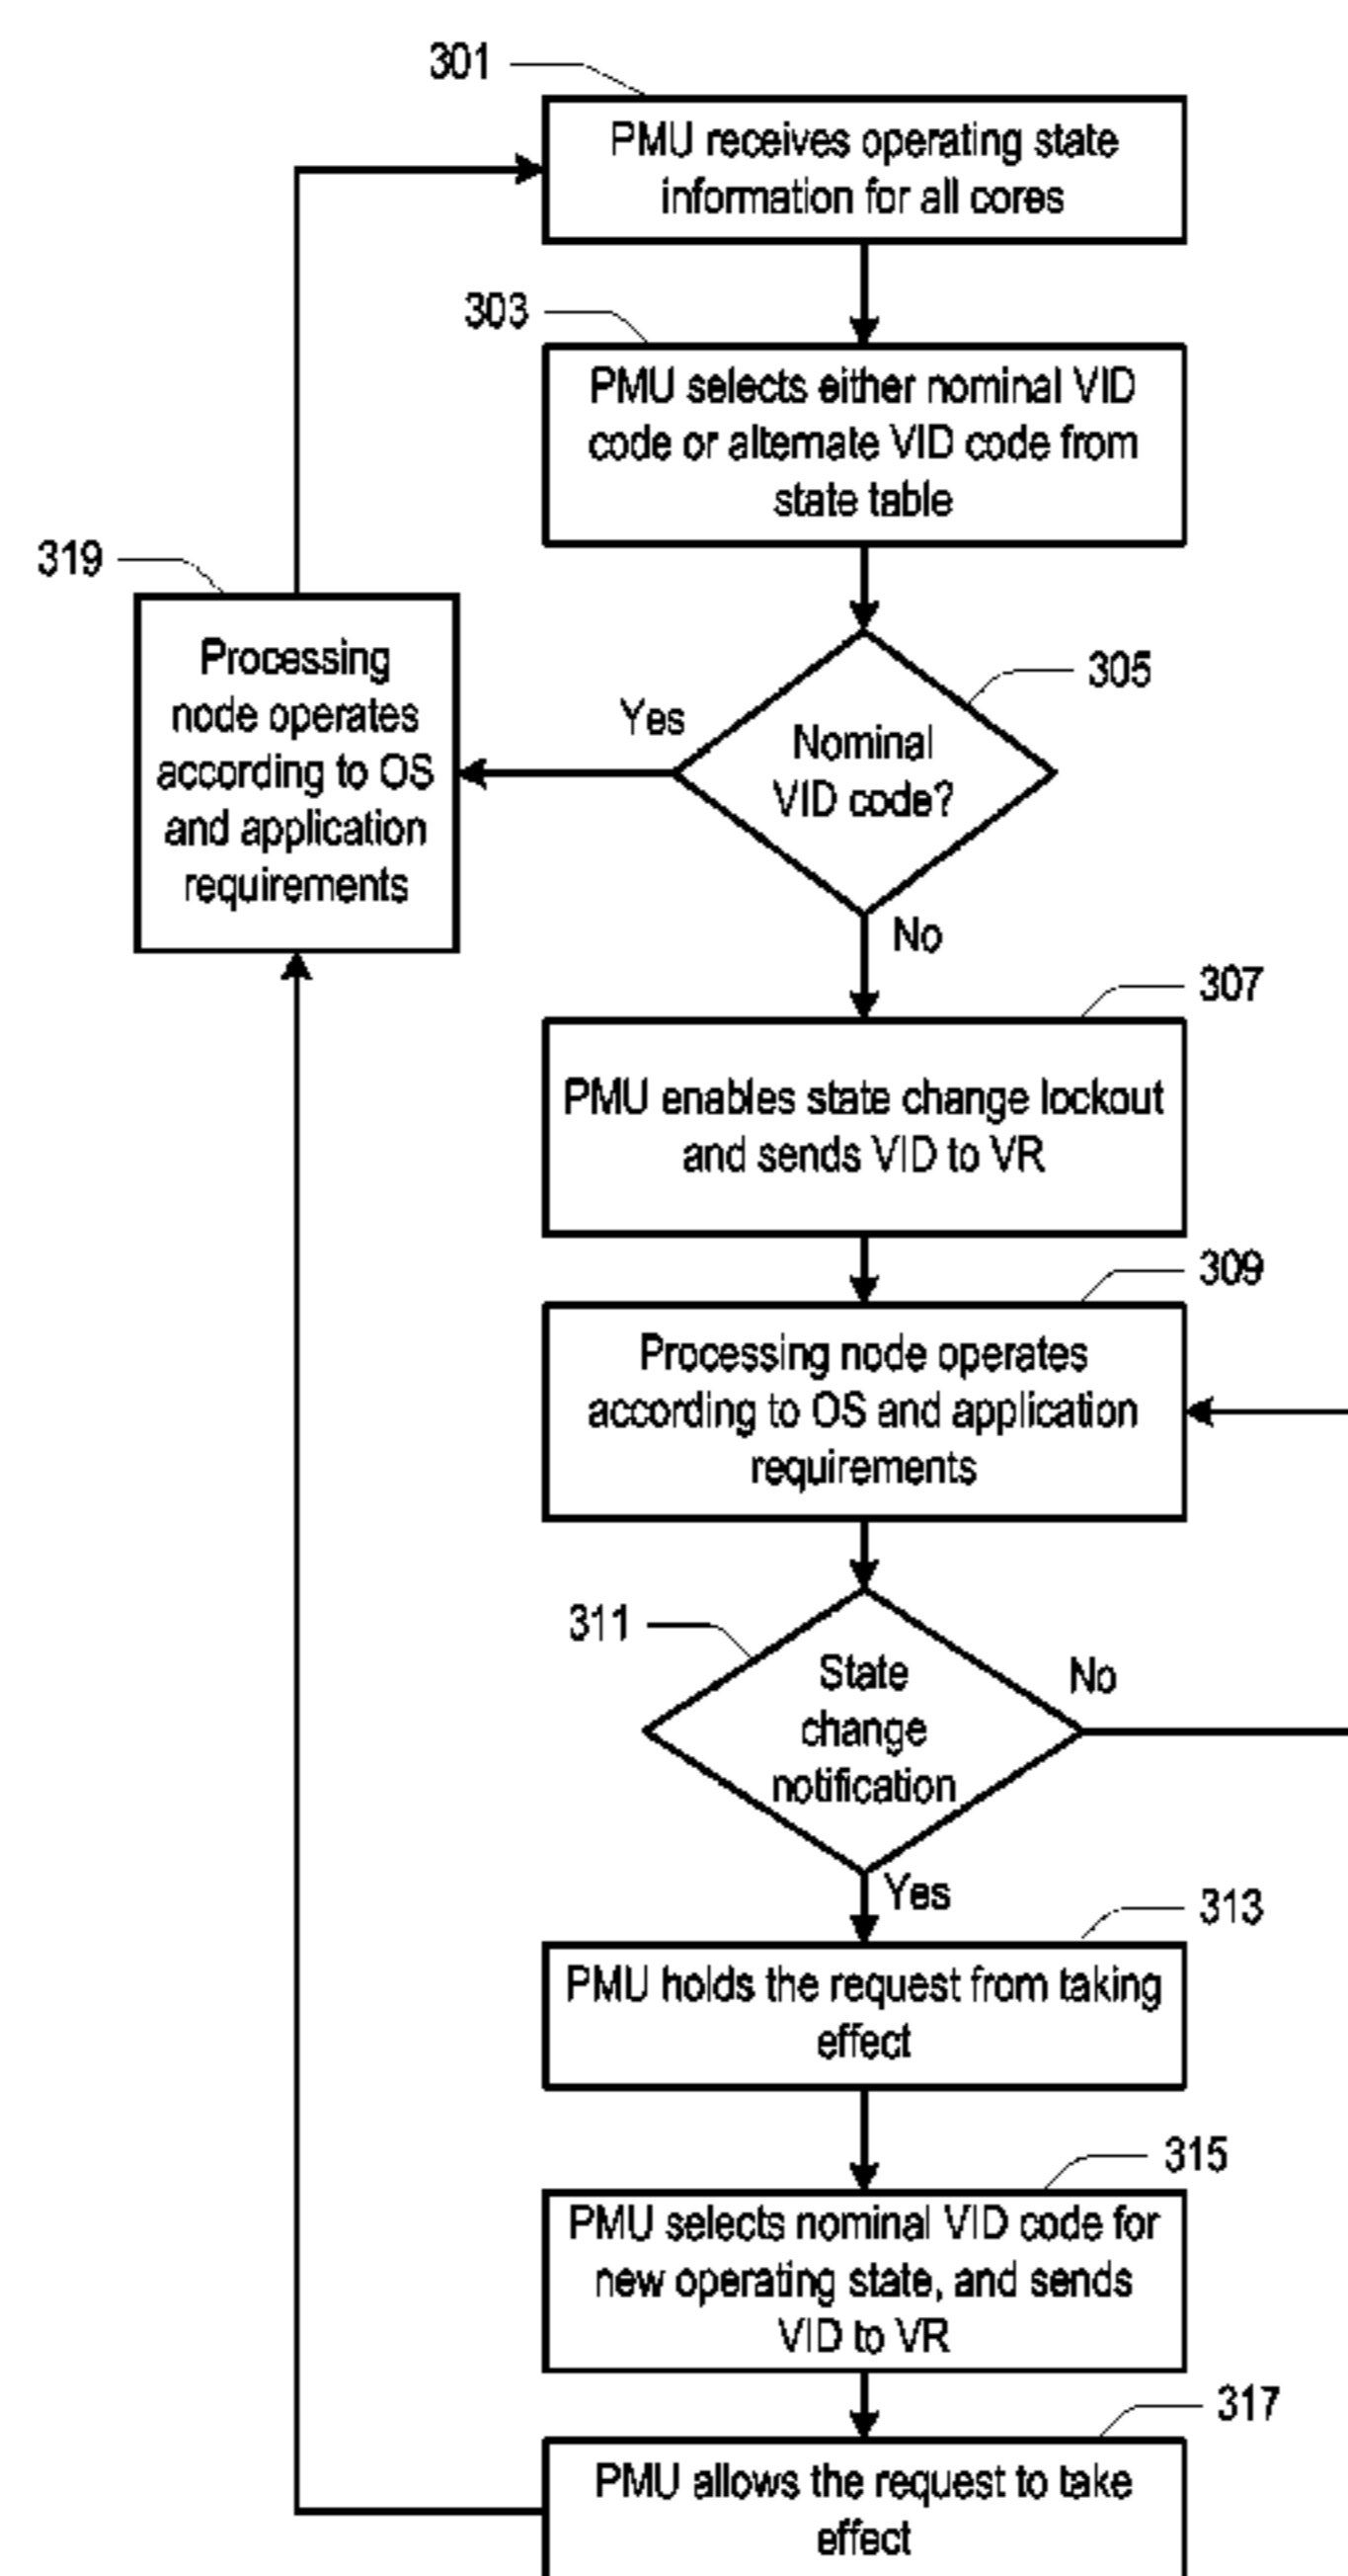 301
PMU receives operating state
information for all cores
303
PMU selects either nominal VID
code or alternate VID code from
state table
319
Processing
node operates
according to OS
and application
requirements
305
Yes
Nominal
VID code?
No
307
PMU enables state change lockout
and sends VID to VR
309
Processing node operates
according to OS and application
requirements
311
State
change
notification
No
Yes
313
PMU holds the request from taking
effect
315
PMU selects nominal VID code for
new operating state, and sends
VID to VR
317
PMU allows the request to take
effect